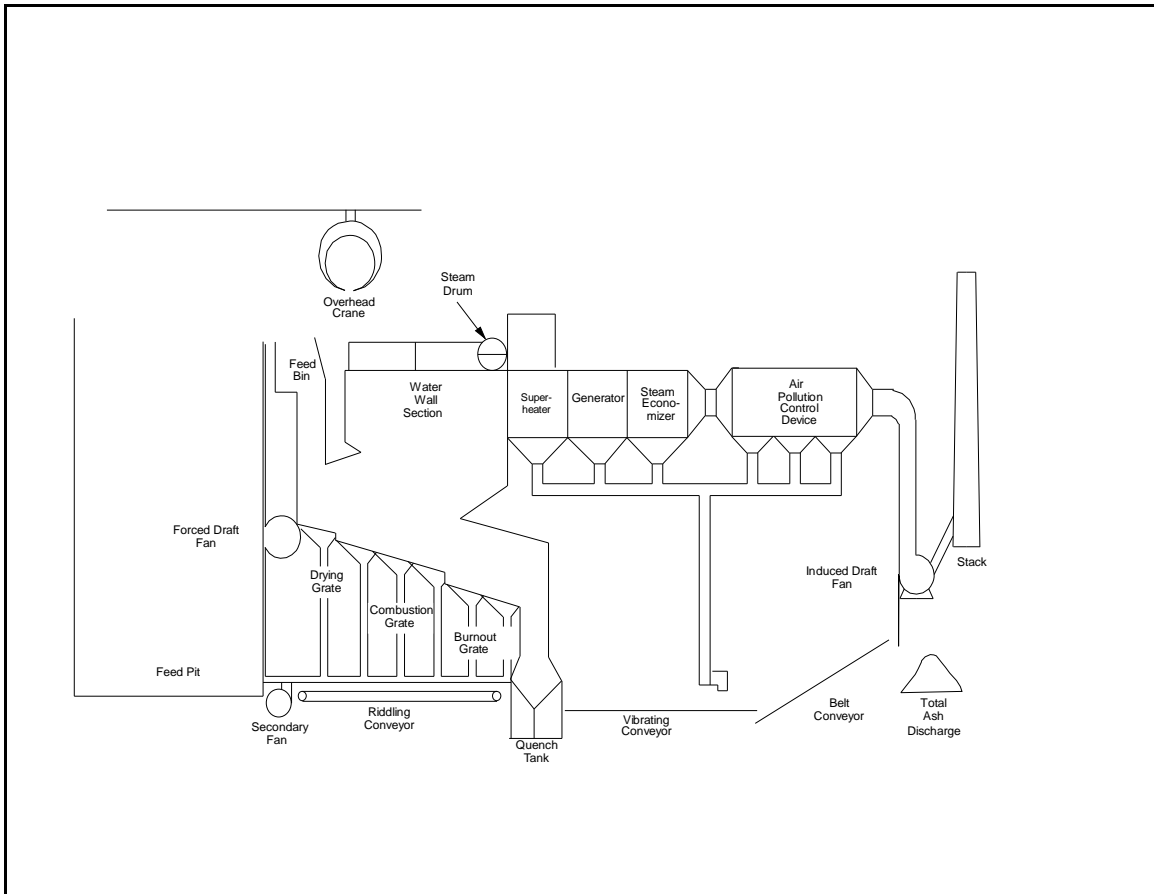 Steam
Drum
Overhead
Crane
Feed
Bin
Water
Wall
Section
Super-
heater
Generator
Steam
Econo-
mizer
Air
Pollution
Control
Device
Forced Draft
Fan
Drying
Grate
Combustion
Grate
Burnout
Grate
Induced Draft
Fan
Stack
Feed Pit
Secondary
Fan
Riddling
Conveyor
Quench
Tank
Vibrating
Conveyor
Belt
Conveyor
Total
Ash
Discharge